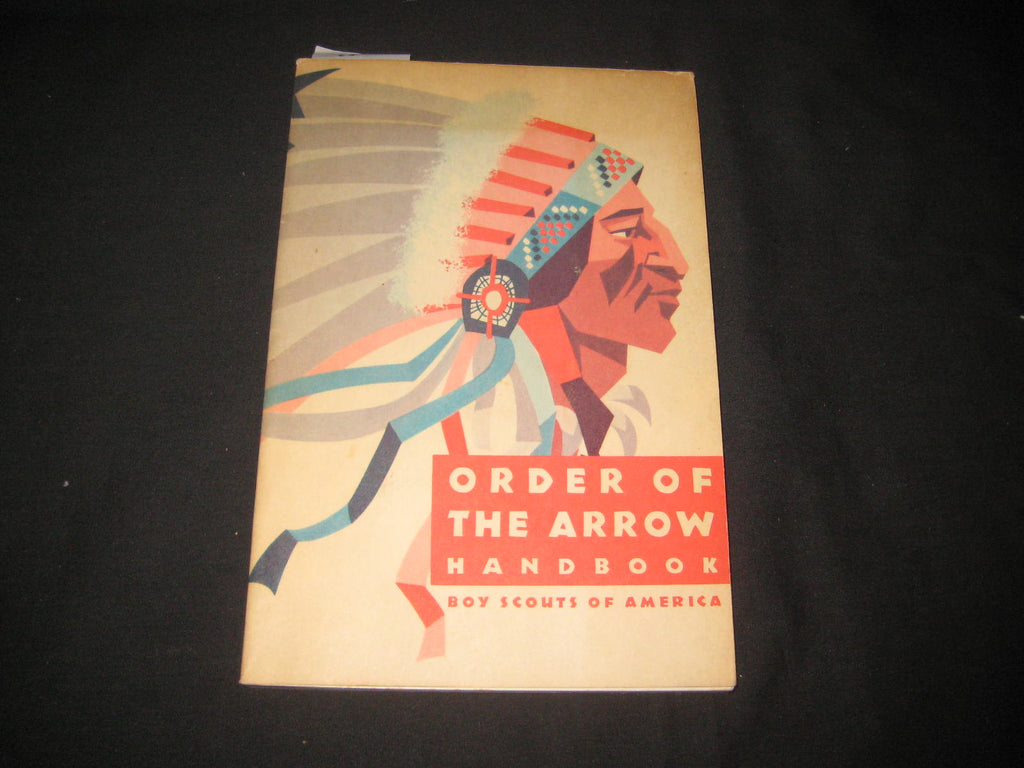 ORDER OF
THE ARROW
HANDBOOK
BOY SCOUTS OF AMERICA